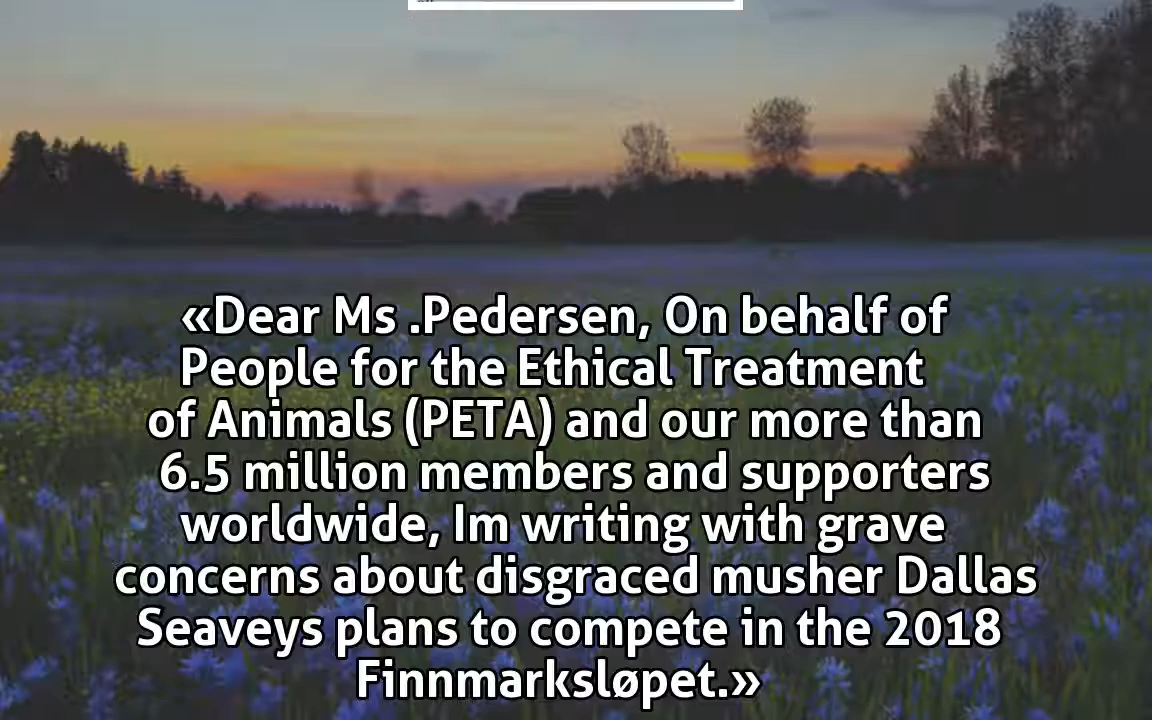 «Dear Ms .Pedersen, On behalf of
People for the Ethical Treatment
of Animals (PETA) and our more than
6.5 million members and supporters
worldwide, Im writing with grave
concerns about disgraced musher Dallas
Seaveys plans to compete in the 2018
Finnmarksløpet.»